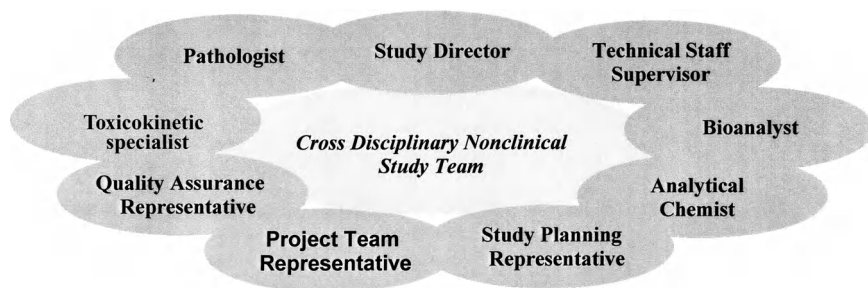 Pathologist
Study Director
Technical Staff
Supervisor
Toxicokinetic
specialist
Cross Disciplinary Nonclinical
Study Team
Bioanalyst
Quality Assurance
Representative
Analytical
Chemist
Project Team
Representative
Study Planning
Representative